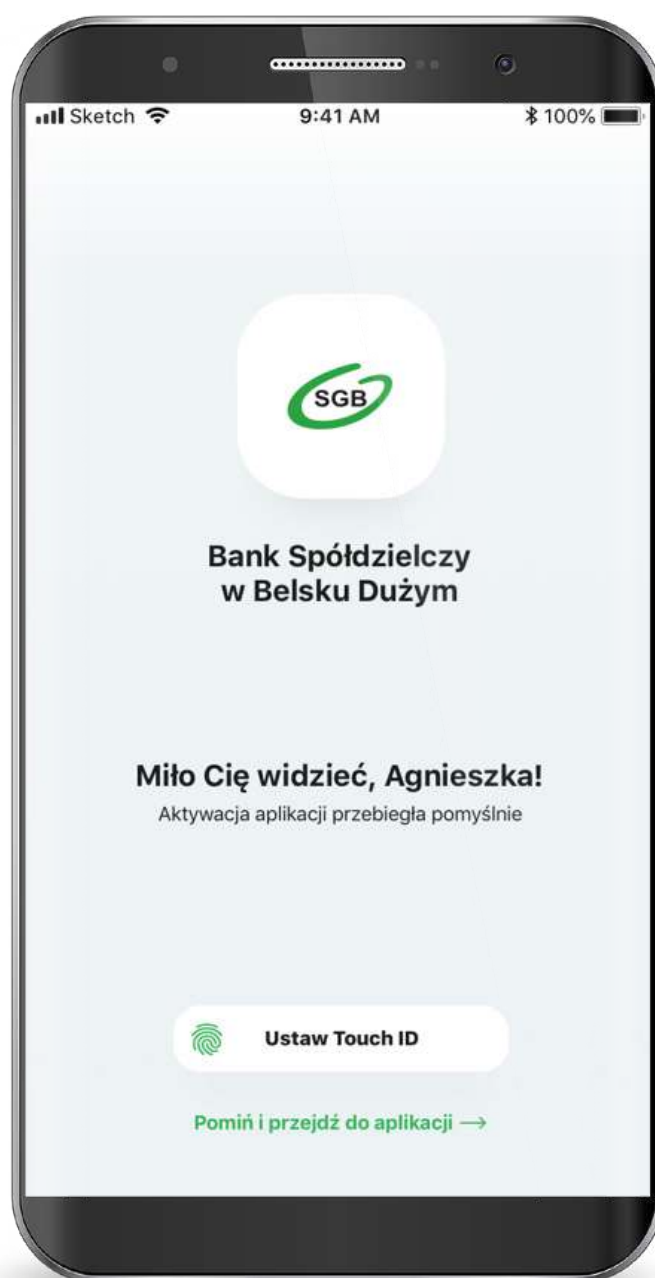 Sketch 9:41 AM 100%
SGB
Bank Spółdzielczy
w Belsku Dużym
Miło Cię widzieć, Agnieszka!
Aktywacja aplikacji przebiegła pomyślnie
Ustaw Touch ID
Pomiń i przejdź do aplikacji →